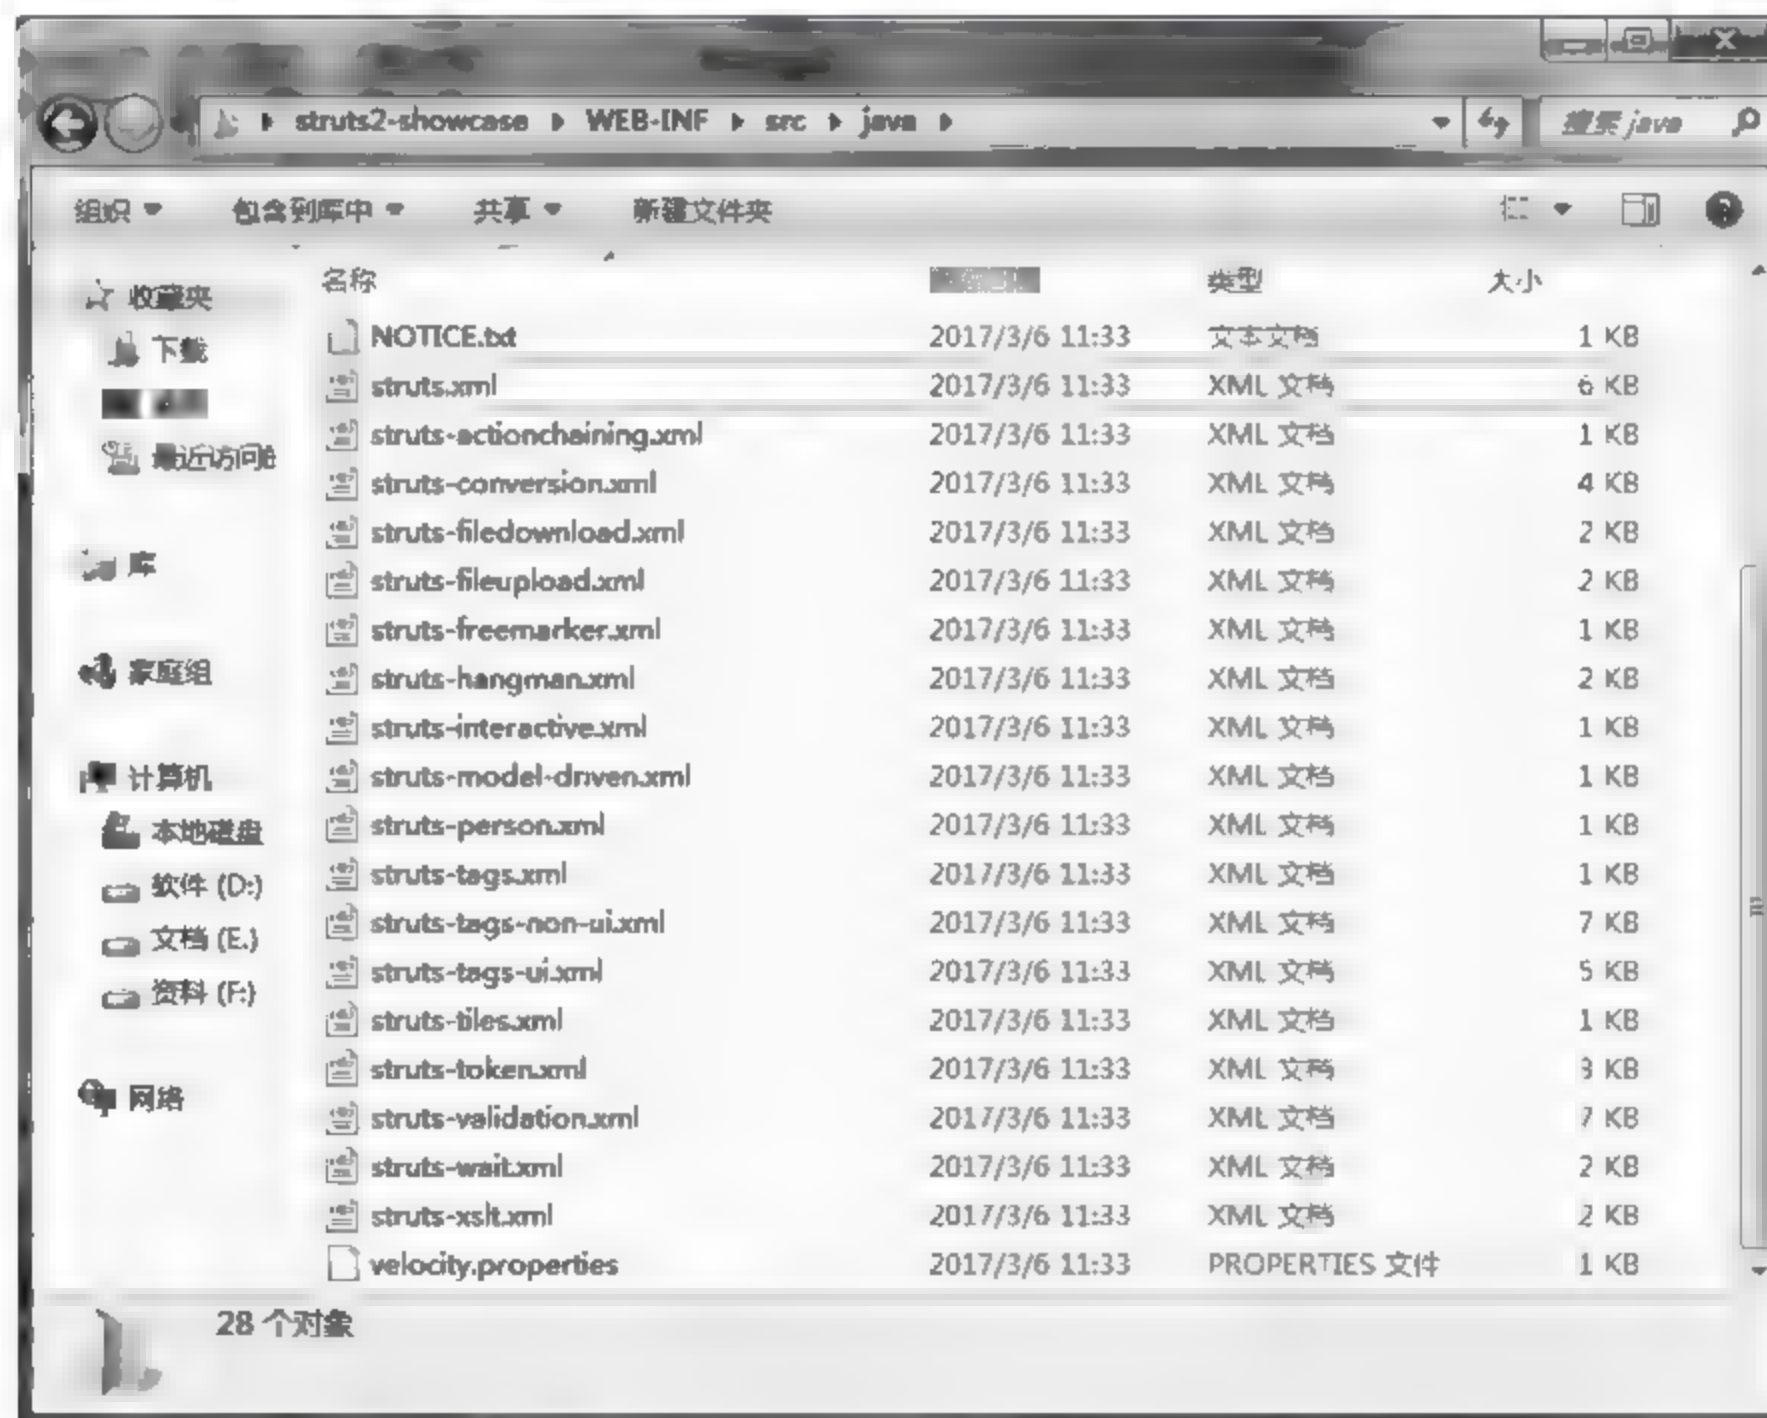 struts2-showcase WEB-INF src java 搜索 java
组织 包含到库中 共享 新建文件夹
收藏夹
下载
最近访问
库
家庭组
计算机
本地磁盘
软件 (D:)
文档 (E:)
资料 (F:)
网络
名称 类型 大小
NOTICE.txt 2017/3/6 11:33 文本文档 1 KB
struts.xml 2017/3/6 11:33 XML 文档 6 KB
struts-actionchaining.xml 2017/3/6 11:33 XML 文档 1 KB
struts-conversion.xml 2017/3/6 11:33 XML 文档 4 KB
struts-filedownload.xml 2017/3/6 11:33 XML 文档 2 KB
struts-fileupload.xml 2017/3/6 11:33 XML 文档 2 KB
struts-freemarker.xml 2017/3/6 11:33 XML 文档 1 KB
struts-hangman.xml 2017/3/6 11:33 XML 文档 2 KB
struts-interactive.xml 2017/3/6 11:33 XML 文档 1 KB
struts-model-driven.xml 2017/3/6 11:33 XML 文档 1 KB
struts-person.xml 2017/3/6 11:33 XML 文档 1 KB
struts-tags.xml 2017/3/6 11:33 XML 文档 1 KB
struts-tags-non-ui.xml 2017/3/6 11:33 XML 文档 7 KB
struts-tags-ui.xml 2017/3/6 11:33 XML 文档 5 KB
struts-tiles.xml 2017/3/6 11:33 XML 文档 1 KB
struts-token.xml 2017/3/6 11:33 XML 文档 3 KB
struts-validation.xml 2017/3/6 11:33 XML 文档 7 KB
struts-wait.xml 2017/3/6 11:33 XML 文档 2 KB
struts-xslt.xml 2017/3/6 11:33 XML 文档 2 KB
velocity.properties 2017/3/6 11:33 PROPERTIES 文件 1 KB
28 个对象